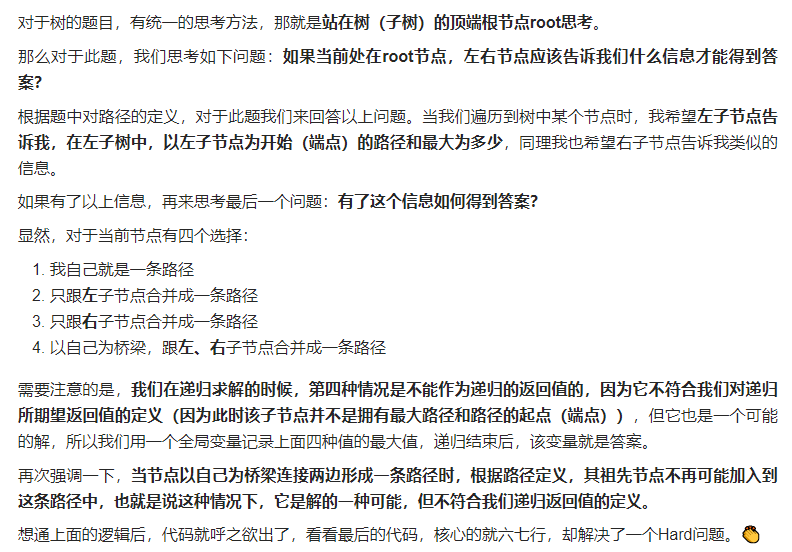 对于树的题目，有统一的思考方法，那就是站在树（子树）的顶端根节点root思考。
那么对于此题，我们思考如下问题：如果当前处在root节点，左右节点应该告诉我们什么信息才能得到答
案？
根据题中对路径的定义，对于此题我们来回答以上问题。当我们遍历到树中某个节点时，我希望左子节点告
诉我，在左子树中，以左子节点为开始（端点）的路径和最大为多少，同理我也希望右子节点告诉我类似的
信息。
如果有了以上信息，再来思考最后一个问题：有了这个信息如何得到答案？
显然，对于当前节点有四个选择：
1. 我自己就是一条路径
2. 只跟左子节点合并成一条路径
3. 只跟右子节点合并成一条路径
4. 以自己为桥梁，跟左、右子节点合并成一条路径
需要注意的是，我们在递归求解的时候，第四种情况是不能作为递归的返回值的，因为它不符合我们对递归
所期望返回值的定义（因为此时该子节点并不是拥有最大路径和路径的起点（端点）），但它也是一个可能
的解，所以我们用一个全局变量记录上面四种值的最大值，递归结束后，该变量就是答案。
再次强调一下，当节点以自己为桥梁连接两边形成一条路径时，根据路径定义，其祖先节点不再可能加入到
这条路径中，也就是说这种情况下，它是解的一种可能，但不符合我们递归返回值的定义。
想通上面的逻辑后，代码就呼之欲出了，看看最后的代码，核心的就六七行，却解决了一个Hard问题。👏